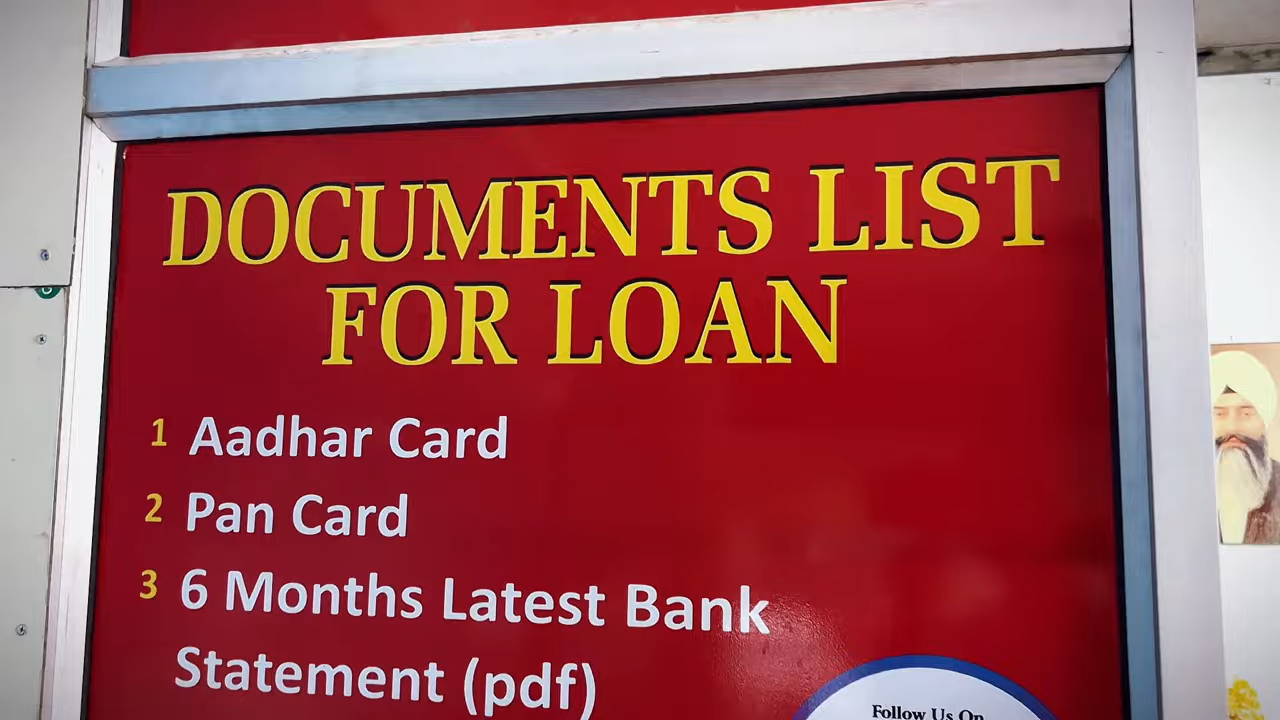 DOCUMENTS LIST
FOR LOAN
1 Aadhar Card
2 Pan Card
3 6 Months Latest Bank
Statement (pdf)
Follow Us On